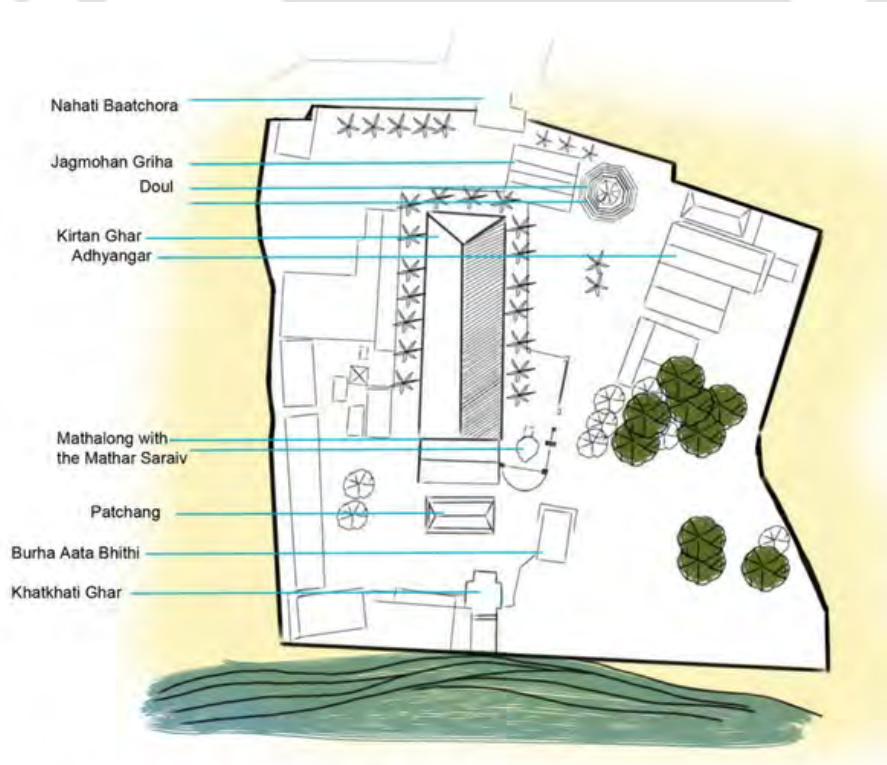 Nahati Baatchora
Jagmohan Griha
Doul
Kirtan Ghar
Adhyangar
Mathalong with
the Mathar Saraiv
Patchang
Burha Aata Bhithi
Khatkhati Ghar